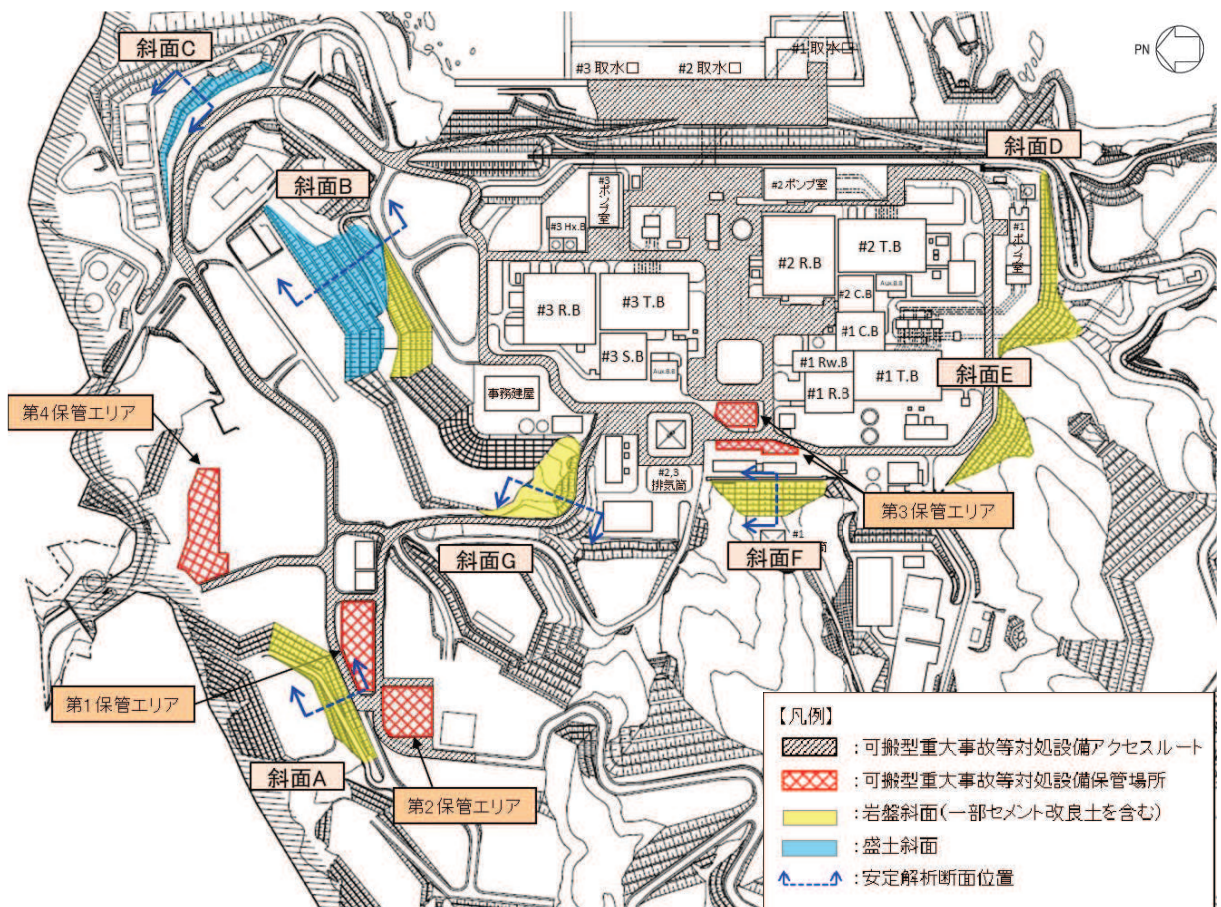 斜面C
#1 取水口
#3 取水口
#2 取水口
PN
斜面D
斜面B
#3
ポンプ室
#2 ポンプ室
#3 Hx.B
#1
ポンプ室
#2 R.B
#2 T.B
#2 C.B
Aux.B.B
#3 R.B
#3 T.B
#1 C.B
#3 S.B
Aux.B.B
#1 Rw.B
#1 R.B
#1 T.B
斜面E
事務建屋
第4保管エリア
#2,3
排気筒
第3保管エリア
斜面G
斜面F
#1
第1保管エリア
斜面A
第2保管エリア
【凡例】
:可搬型重大事故等対処設備アクセスルート
:可搬型重大事故等対処設備保管場所
:岩盤斜面(一部セメント改良土を含む)
:盛土斜面
:安定解析断面位置